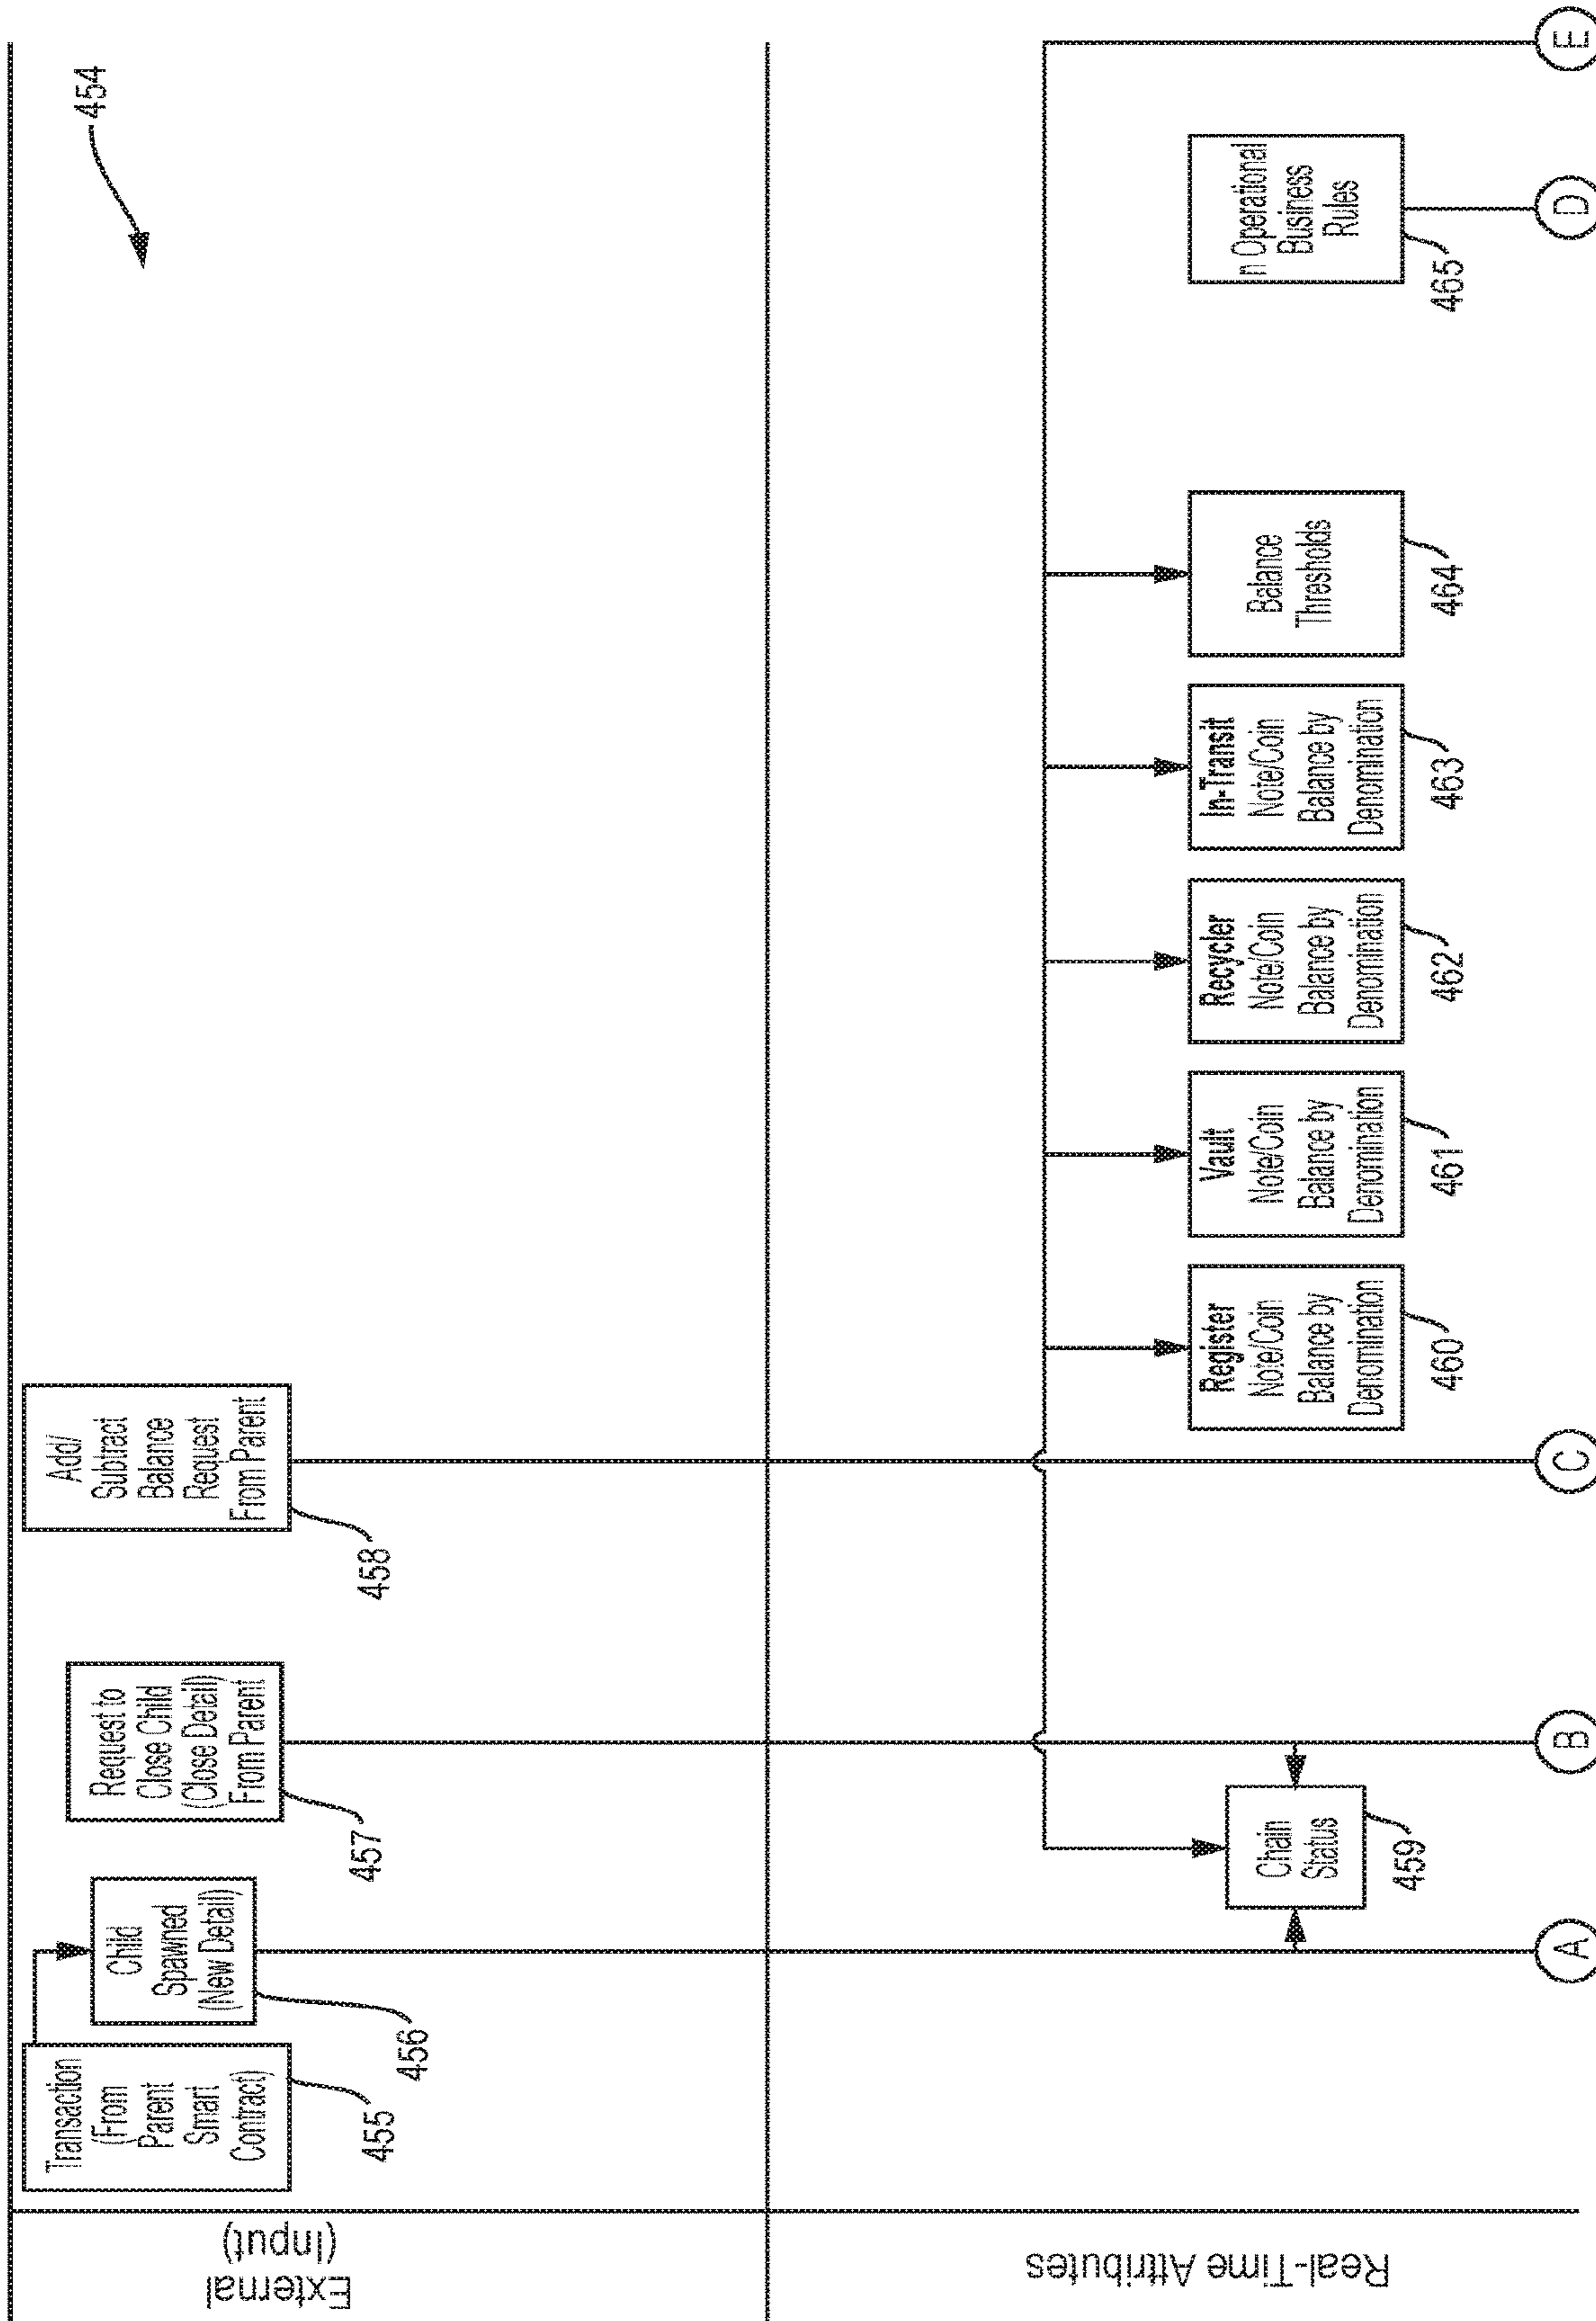 454
External
(Input)
Transaction
(From
Parent
Smart
Contract)
455
Child
Spawned
(New Detail)
456
Request to
Close Child
(Close Detail)
From Parent
457
Add/
Subtract
Balance
Request
From Parent
458
Real-Time Attributes
Chain
Status
459
Register
Note/Coin
Balance by
Denomination
460
Vault
Note/Coin
Balance by
Denomination
461
Recycler
Note/Coin
Balance by
Denomination
462
In-Transit
Note/Coin
Balance by
Denomination
463
Balance
Thresholds
464
n Operational
Business
Rules
465
A
B
C
D
E